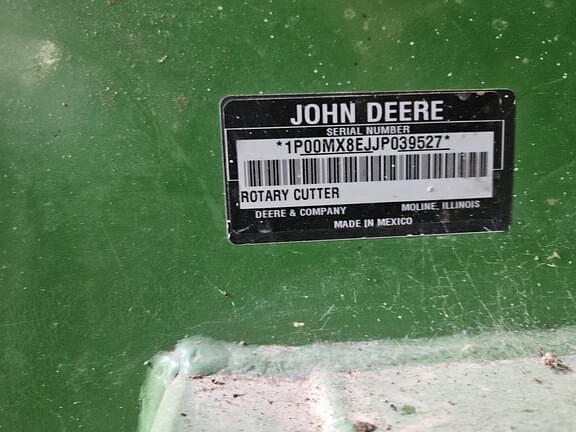 JOHN DEERE
SERIAL NUMBER
*1P00MX8EJJP039527*
ROTARY CUTTER
DEERE & COMPANY MOLINE, ILLINOIS
MADE IN MEXICO